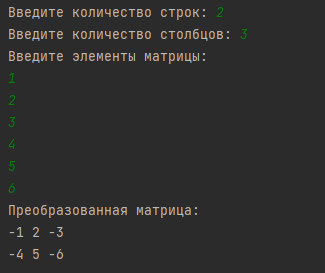 Введите количество строк: 2
Введите количество столбцов: 3
Введите элементы матрицы:
1
2
3
4
5
6
Преобразованная матрица:
-1 2 -3
-4 5 -6